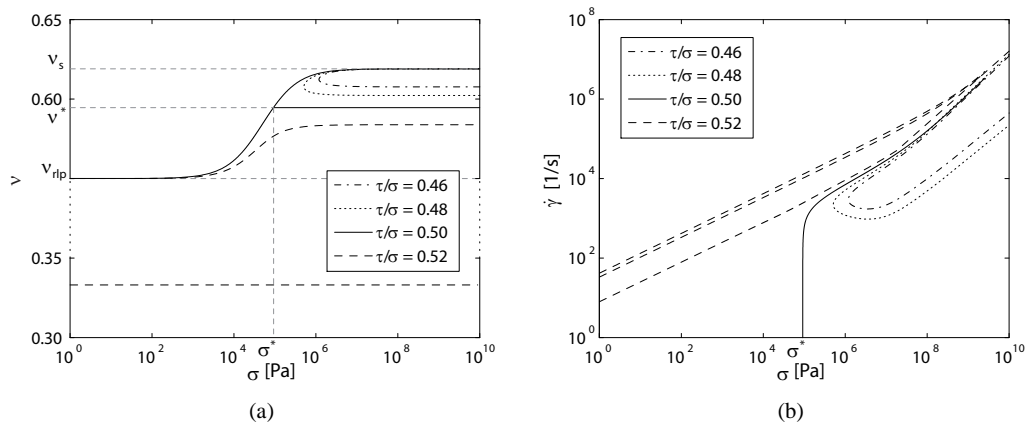 0.65
ν_s
0.60
ν*
ν
ν_rlp
0.35
0.30
τ/σ = 0.46
τ/σ = 0.48
τ/σ = 0.50
τ/σ = 0.52
10^0 10^2 10^4 σ* 10^6 10^8 10^10
σ [Pa]
(a)
10^8
10^6
γ̇ [1/s]
10^4
10^2
10^0
τ/σ = 0.46
τ/σ = 0.48
τ/σ = 0.50
τ/σ = 0.52
10^0 10^2 10^4 σ* 10^6 10^8 10^10
σ [Pa]
(b)